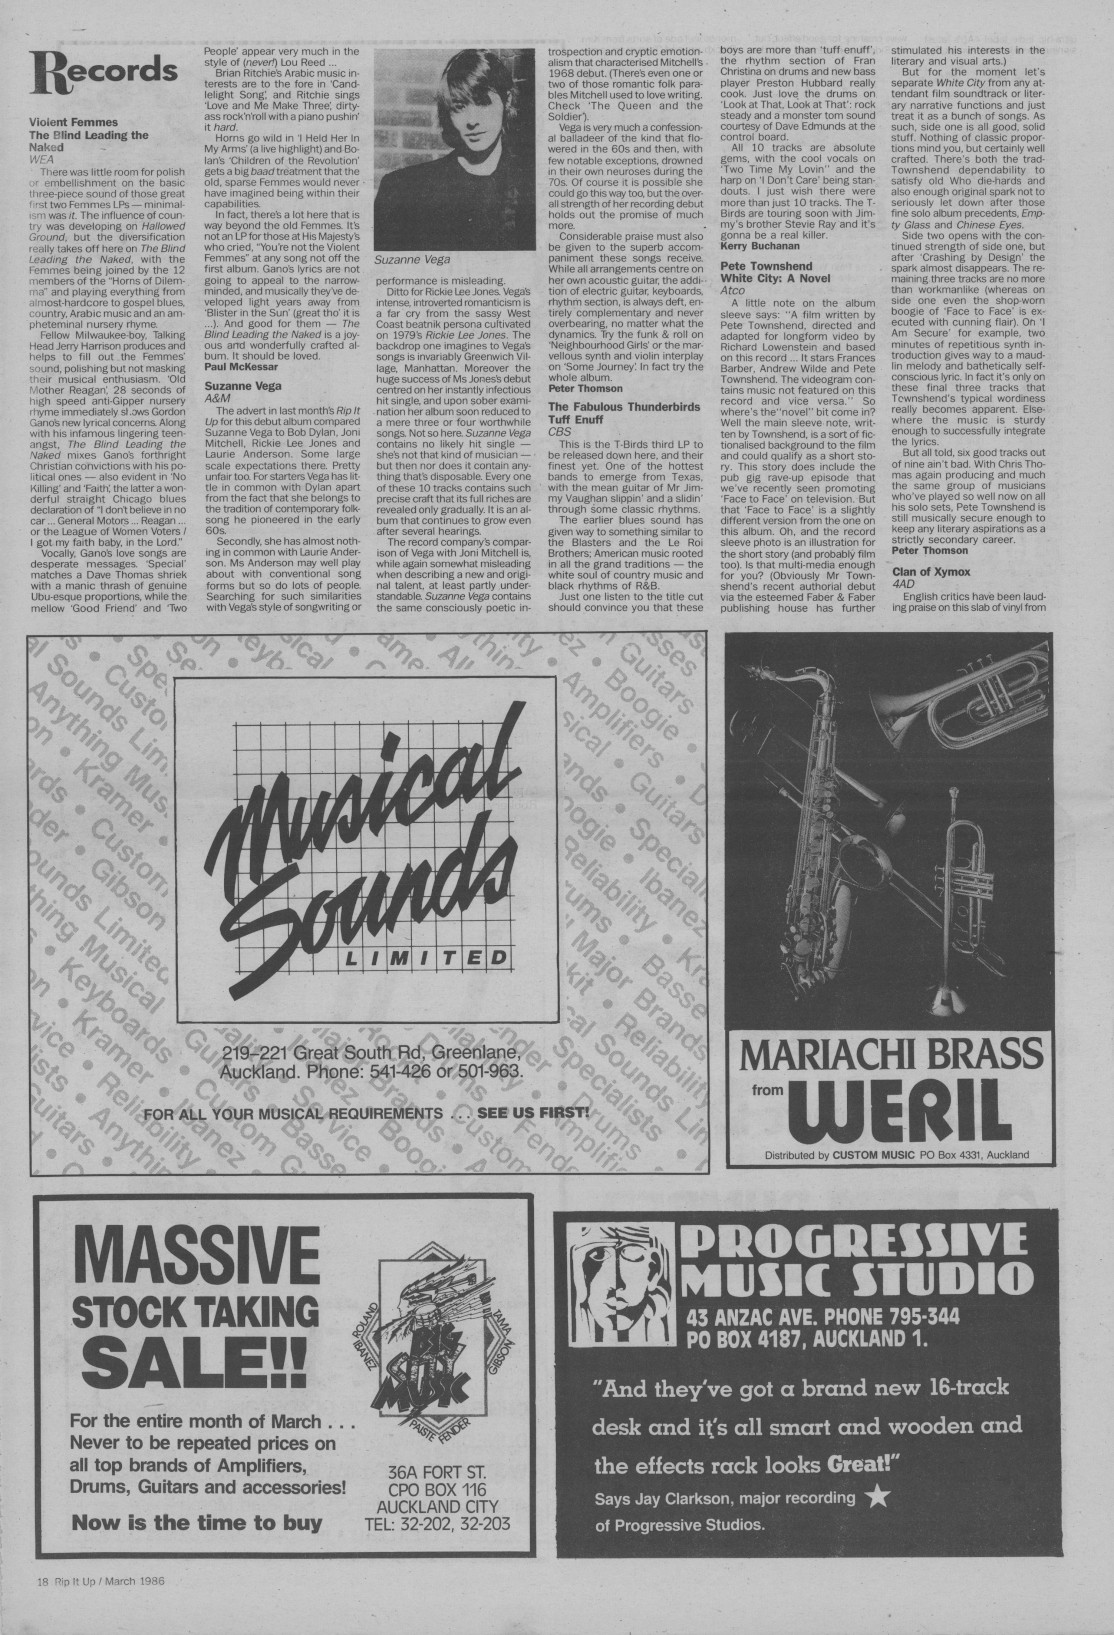 Records
Violent Femmes
The Blind Leading the
Naked
WEA
There was little room for polish
or embellishment on the basic
three-piece sound of those great
first two Femmes LPs — minimal-
ism was it. The influence of coun-
try was developing on Hallowed
Ground, but the diversification
really takes off here on The Blind
Leading the Naked, with the
Femmes being joined by the 12
members of the "Horns of Dilem-
ma" and playing everything from
almost-hardcore to gospel blues,
country, Arabic music and an am-
pheteminal nursery rhyme.
Fellow Milwaukee-boy, Talking
Head Jerry Harrison produces and
helps to fill out the Femmes'
sound, polishing but not masking
their musical enthusiasm. 'Old
Mother Reagan', 28 seconds of
high speed anti-Gipper nursery
rhyme immediately shows Gordon
Gano's new lyrical concerns. Along
with his infamous lingering teen-
angst, The Blind Leading the
Naked mixes Gano's forthright
Christian convictions with his po-
litical ones — also evident in 'No
Killing' and 'Faith', the latter a won-
derful straight Chicago blues
declaration of "I don't believe in no
car ... General Motors ... Reagan ...
or the League of Women Voters /
I got my faith baby, in the Lord."
Vocally, Gano's love songs are
desperate messages. 'Special'
matches a Dave Thomas shriek
with a manic thrash of genuine
Ubu-esque proportions, while the
mellow 'Good Friend' and 'Two
People' appear very much in the
style of (never!) Lou Reed ...
Brian Ritchie's Arabic music in-
terests are to the fore in 'Cand-
lelight Song', and Ritchie sings
'Love and Me Make Three', dirty-
ass rock'n'roll with a piano pushin'
it hard.
Horns go wild in 'I Held Her In
My Arms' (a live highlight) and Bo-
lan's 'Children of the Revolution'
gets a big baad treatment that the
old, sparse Femmes would never
have imagined being within their
capabilities.
In fact, there's a lot here that is
way beyond the old Femmes. It's
not an LP for those at His Majesty's
who cried, "You're not the Violent
Femmes" at any song not off the
first album. Gano's lyrics are not
going to appeal to the narrow-
minded, and musically they've de-
veloped light years away from
'Blister in the Sun' (great tho' it is
...). And good for them — The
Blind Leading the Naked is a joy-
ous and wonderfully crafted al-
bum. It should be loved.
Paul McKessar
Suzanne Vega
A&M
The advert in last month's Rip It
Up for this debut album compared
Suzanne Vega to Bob Dylan, Joni
Mitchell, Rickie Lee Jones and
Laurie Anderson. Some large
scale expectations there. Pretty
unfair too. For starters Vega has lit-
tle in common with Dylan apart
from the fact that she belongs to
the tradition of contemporary folk-
song he pioneered in the early
60s.
Secondly, she has almost noth-
ing in common with Laurie Ander-
son. Ms Anderson may well play
about with conventional song
forms but so do lots of people.
Searching for such similarities
with Vega's style of songwriting or
Suzanne Vega
performance is misleading.
Ditto for Rickie Lee Jones. Vega's
intense, introverted romanticism is
a far cry from the sassy West
Coast beatnik persona cultivated
on 1979's Rickie Lee Jones. The
backdrop one imagines to Vega's
songs is invariably Greenwich Vil-
lage, Manhattan. Moreover the
huge success of Ms Jones's debut
centred on her instantly infectious
hit single, and upon sober exami-
nation her album soon reduced to
a mere three or four worthwhile
songs. Not so here. Suzanne Vega
contains no likely hit single —
she's not that kind of musician —
but then nor does it contain any-
thing that's disposable. Every one
of these 10 tracks contains such
precise craft that its full riches are
revealed only gradually. It is an al-
bum that continues to grow even
after several hearings.
The record company's compar-
ison of Vega with Joni Mitchell is,
while again somewhat misleading
when describing a new and origi-
nal talent, at least partly under-
standable. Suzanne Vega contains
the same consciously poetic in-
trospection and cryptic emotion-
alism that characterised Mitchell's
1968 debut. (There's even one or
two of those romantic folk para-
bles Mitchell used to love writing.
Check 'The Queen and the
Soldier').
Vega is very much a confession-
al balladeer of the kind that flo-
wered in the 60s and then, with
few notable exceptions, drowned
in their own neuroses during the
70s. Of course it is possible she
could go this way too, but the over-
all strength of her recording debut
holds out the promise of much
more.
Considerable praise must also
be given to the superb accom-
paniment these songs receive.
While all arrangements centre on
her own acoustic guitar, the addi-
tion of electric guitar, keyboards,
rhythm section, is always deft, en-
tirely complementary and never
overbearing, no matter what the
dynamics. Try the funk & roll on
'Neighbourhood Girls' or the mar-
vellous synth and violin interplay
on 'Some Journey'. In fact try the
whole album.
Peter Thomson
The Fabulous Thunderbirds
Tuff Enuff
CBS
This is the T-Birds third LP to
be released down here, and their
finest yet. One of the hottest
bands to emerge from Texas,
with the mean guitar of Mr Jim-
my Vaughan slippin' and a slidin'
through some classic rhythms.
The earlier blues sound has
given way to something similar to
the Blasters and the Le Roi
Brothers; American music rooted
in all the grand traditions — the
white soul of country music and
black rhythms of R&B.
Just one listen to the title cut
should convince you that these
boys are more than 'tuff enuff',
the rhythm section of Fran
Christina on drums and new bass
player Preston Hubbard really
cook. Just love the drums on
'Look at That, Look at That': rock
steady and a monster tom sound
courtesy of Dave Edmunds at the
control board.
All 10 tracks are absolute
gems, with the cool vocals on
'Two Time My Lovin'' and the
harp on 'I Don't Care' being stan-
douts. I just wish there were
more than just 10 tracks. The T-
Birds are touring soon with Jim-
my's brother Stevie Ray and it's
gonna be a real killer.
Kerry Buchanan
Pete Townshend
White City: A Novel
Atco
A little note on the album
sleeve says: "A film written by
Pete Townshend, directed and
adapted for longform video by
Richard Lowenstein and based
on this record ... It stars Frances
Barber, Andrew Wilde and Pete
Townshend. The videogram con-
tains music not featured on this
record and vice versa." So
where's the "novel" bit come in?
Well the main sleeve note, writ-
ten by Townshend, is a sort of fic-
tionalised background to the film
and could qualify as a short sto-
ry. This story does include the
pub gig rave-up episode that
we've recently seen promoting
'Face to Face' on television. But
that 'Face to Face' is a slightly
different version from the one on
this album. Oh, and the record
sleeve photo is an illustration for
the short story (and probably film
too). Is that multi-media enough
for you? (Obviously Mr Town-
shend's recent authorial debut
via the esteemed Faber & Faber
publishing house has further
stimulated his interests in the
literary and visual arts.)
But for the moment let's
separate White City from any at-
tendant film soundtrack or liter-
ary narrative functions and just
treat it as a bunch of songs. As
such, side one is all good, solid
stuff. Nothing of classic propor-
tions mind you, but certainly well
crafted. There's both the trad-
Townshend dependability to
satisfy old Who die-hards and
also enough original spark not to
seriously let down after those
fine solo album precedents, Emp-
ty Glass and Chinese Eyes.
Side two opens with the con-
tinued strength of side one, but
after 'Crashing by Design' the
spark almost disappears. The re-
maining three tracks are no more
than workmanlike (whereas on
side one even the shop-worn
boogie of 'Face to Face' is ex-
ecuted with cunning flair). On 'I
Am Secure' for example, two
minutes of repetitious synth in-
troduction gives way to a maud-
lin melody and bathetically self-
conscious lyric. In fact it's only on
these final three tracks that
Townshend's typical wordiness
really becomes apparent. Else-
where the music is sturdy
enough to successfully integrate
the lyrics.
But all told, six good tracks out
of nine ain't bad. With Chris Tho-
mas again producing and much
the same group of musicians
who've played so well now on all
his solo sets, Pete Townshend is
still musically secure enough to
keep any literary aspirations as a
strictly secondary career.
Peter Thomson
Clan of Xymox
4AD
English critics have been laud-
ing praise on this slab of vinyl from
Musical
Sounds
LIMITED
219–221 Great South Rd, Greenlane,
Auckland. Phone: 541-426 or 501-963.
FOR ALL YOUR MUSICAL REQUIREMENTS ... SEE US FIRST!
MARIACHI BRASS
from WERIL
Distributed by CUSTOM MUSIC PO Box 4331, Auckland
MASSIVE
STOCK TAKING
SALE!!
For the entire month of March ...
Never to be repeated prices on
all top brands of Amplifiers,
Drums, Guitars and accessories!
Now is the time to buy
ROLAND
IBANEZ
TAMA
GIBSON
BIG
CITY
MUSIC
PAISTE FENDER
36A FORT ST.
CPO BOX 116
AUCKLAND CITY
TEL: 32-202, 32-203
PROGRESSIVE
MUSIC STUDIO
43 ANZAC AVE. PHONE 795-344
PO BOX 4187, AUCKLAND 1.
"And they've got a brand new 16-track
desk and it's all smart and wooden and
the effects rack looks Great!"
Says Jay Clarkson, major recording ★
of Progressive Studios.
18 Rip It Up / March 1986